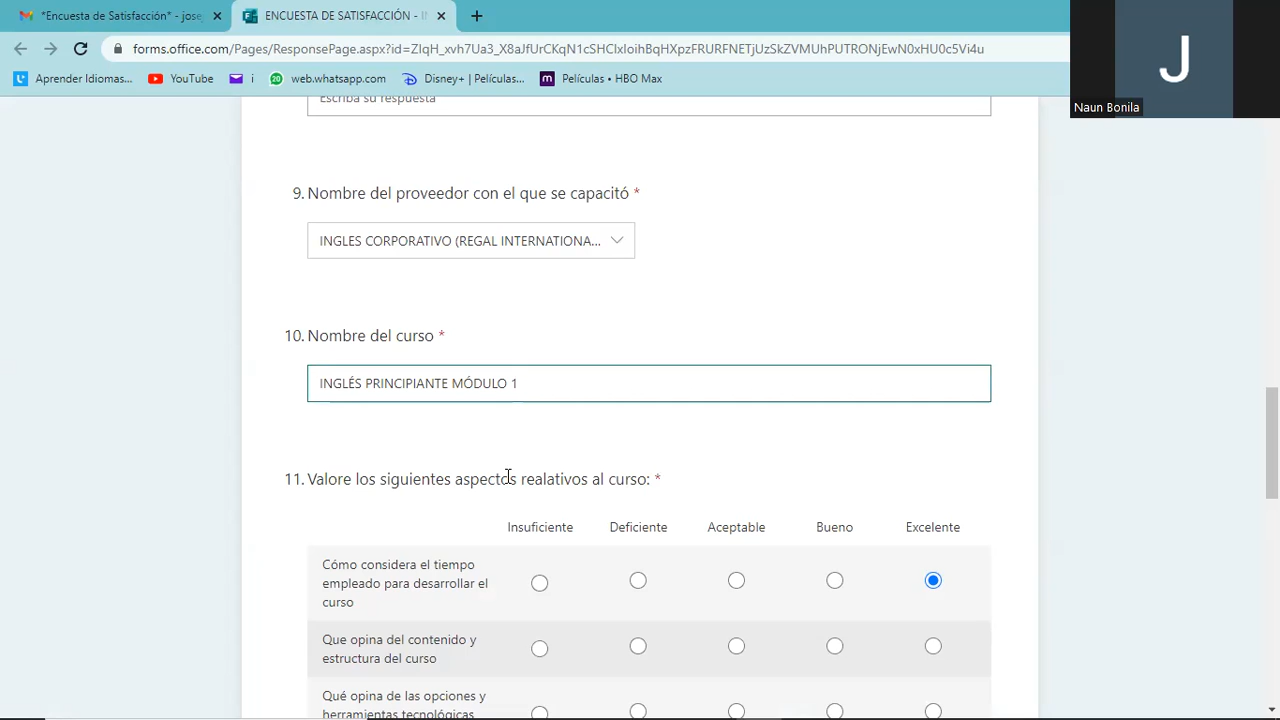 *Encuesta de Satisfacción* - jose
ENCUESTA DE SATISFACCIÓN - I
forms.office.com/Pages/ResponsePage.aspx?id=ZIqH_xvh7Ua3_X8aJfUrCKqN1cSHClxIoihBqHXpzFRURFNETjUzSkZVMUhPUTRONjEwN0xHU0c5Vi4u
Aprender Idiomas...
YouTube
i
20
web.whatsapp.com
Disney+ | Películas...
m
Películas • HBO Max
J
Naun Bonila
Escriba su respuesta
9. Nombre del proveedor con el que se capacitó *
INGLES CORPORATIVO (REGAL INTERNATIONA...
10. Nombre del curso *
INGLÉS PRINCIPIANTE MÓDULO 1
11. Valore los siguientes aspectos realativos al curso: *
Insuficiente Deficiente Aceptable Bueno Excelente
Cómo considera el tiempo
empleado para desarrollar el
curso
Que opina del contenido y
estructura del curso
Qué opina de las opciones y
herramientas tecnológicas